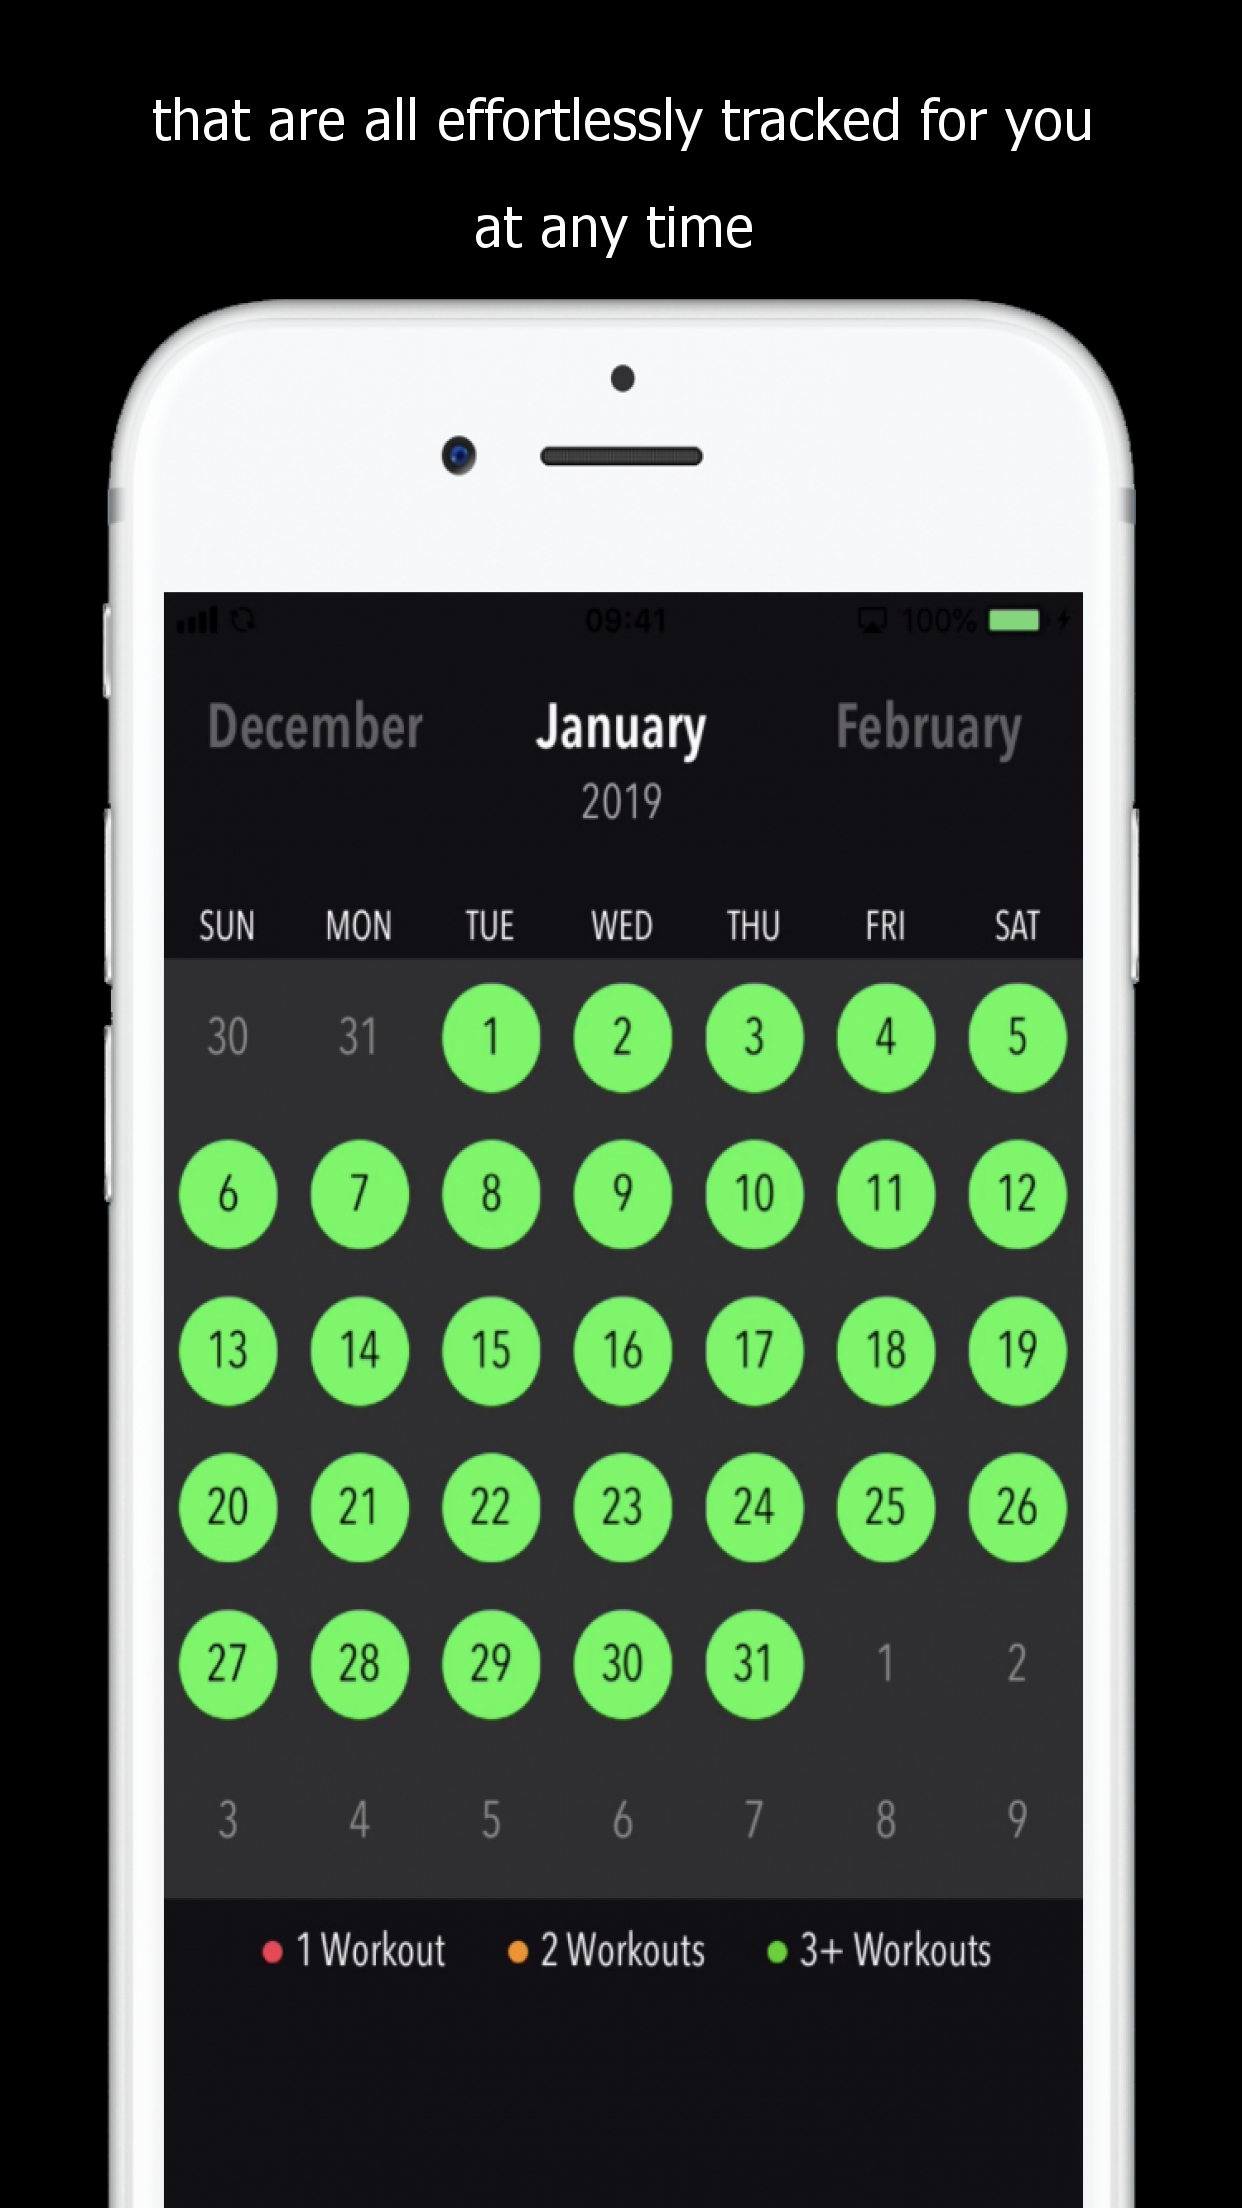 that are all effortlessly tracked for you
at any time
09:41 100%
December January February
2019
SUN MON TUE WED THU FRI SAT
30 31 1 2 3 4 5
6 7 8 9 10 11 12
13 14 15 16 17 18 19
20 21 22 23 24 25 26
27 28 29 30 31 1 2
3 4 5 6 7 8 9
1 Workout 2 Workouts 3+ Workouts